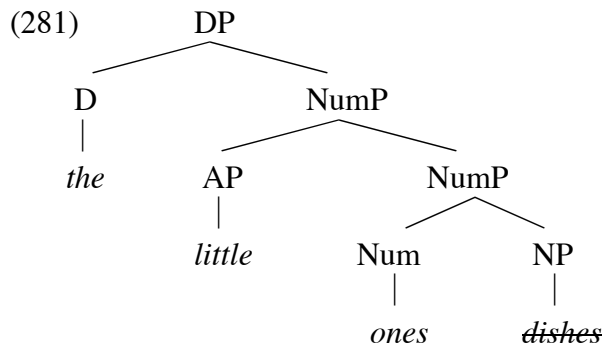 (281) DP
D NumP
the AP NumP
little Num NP
ones dishes